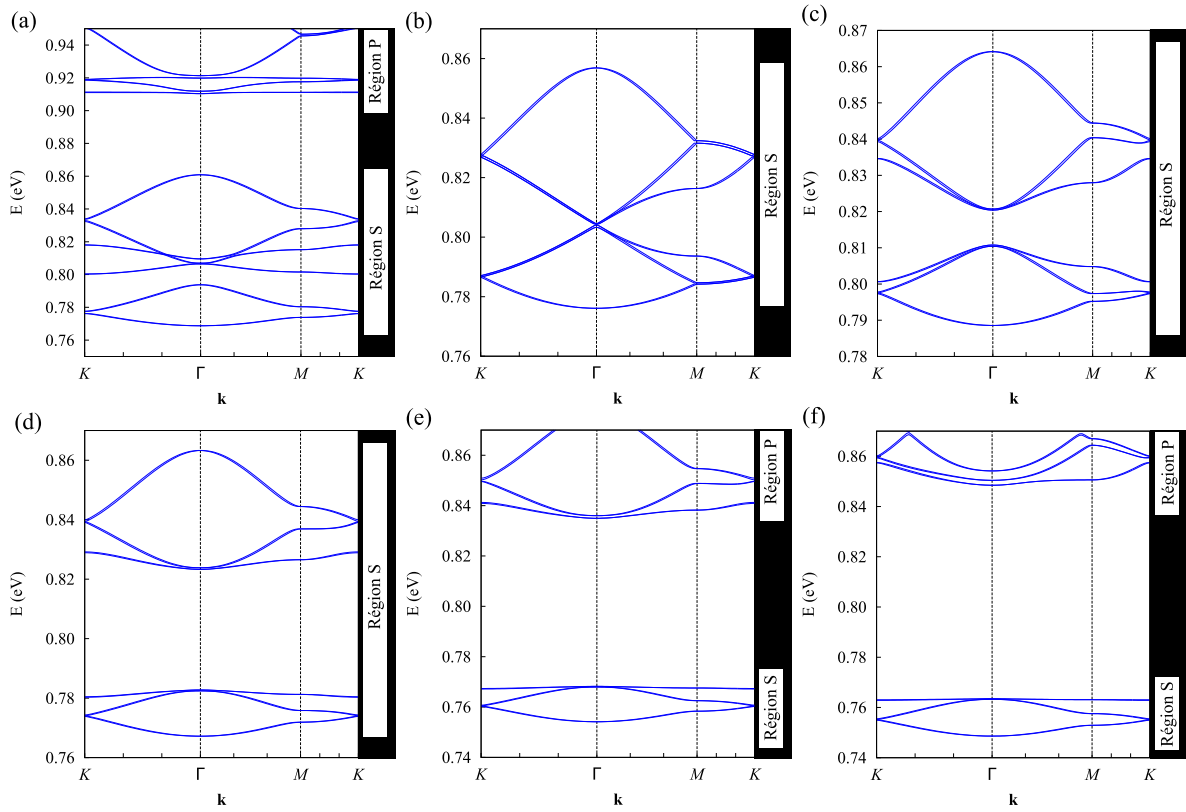 (a)
0.94
0.92
0.90
0.88
0.86
0.84
0.82
0.80
0.78
0.76
E (eV)
K Γ M K
k
Région P
Région S
(b)
0.86
0.84
0.82
0.80
0.78
0.76
E (eV)
K Γ M K
k
Région S
(c)
0.87
0.86
0.85
0.84
0.83
0.82
0.81
0.80
0.79
0.78
E (eV)
K Γ M K
k
Région S
(d)
0.86
0.84
0.82
0.80
0.78
0.76
E (eV)
K Γ M K
k
Région S
(e)
0.86
0.84
0.82
0.80
0.78
0.76
0.74
E (eV)
K Γ M K
k
Région P
Région S
(f)
0.86
0.84
0.82
0.80
0.78
0.76
0.74
E (eV)
K Γ M K
k
Région P
Région S